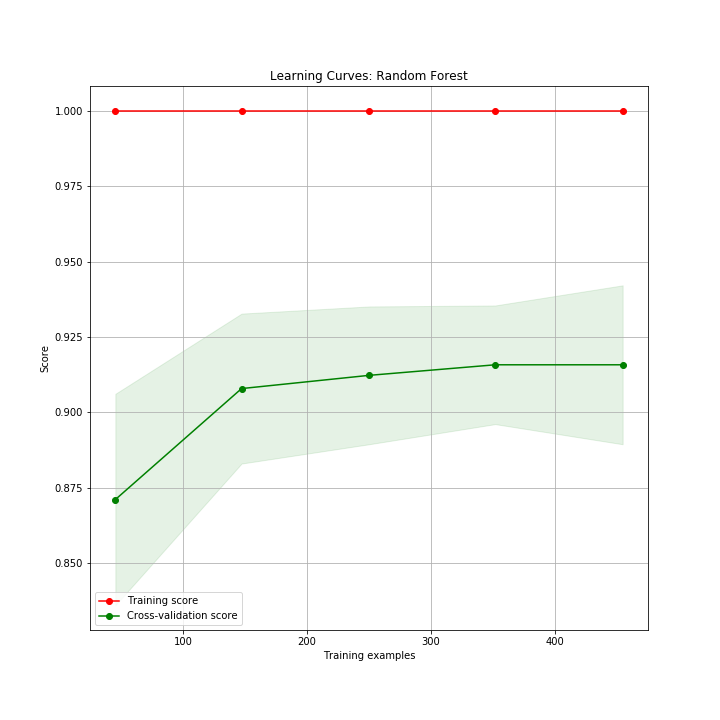 Learning Curves: Random Forest
1.000
0.975
0.950
0.925
0.900
0.875
0.850
Score
Training score
Cross-validation score
100 200 300 400
Training examples